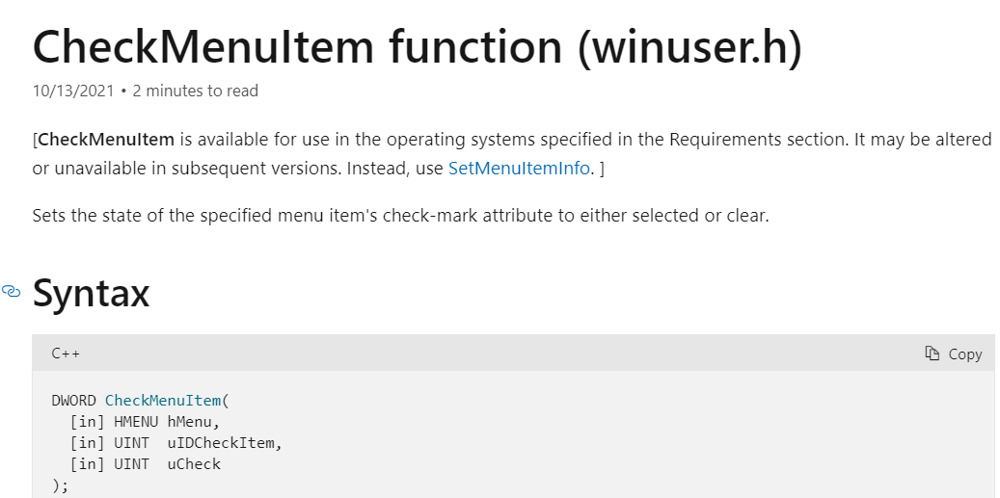 CheckMenuItem function (winuser.h)
10/13/2021 • 2 minutes to read
[CheckMenuItem is available for use in the operating systems specified in the Requirements section. It may be altered
or unavailable in subsequent versions. Instead, use SetMenuItemInfo. ]
Sets the state of the specified menu item's check-mark attribute to either selected or clear.
Syntax
C++ Copy
DWORD CheckMenuItem(
  [in] HMENU hMenu,
  [in] UINT  uIDCheckItem,
  [in] UINT  uCheck
);